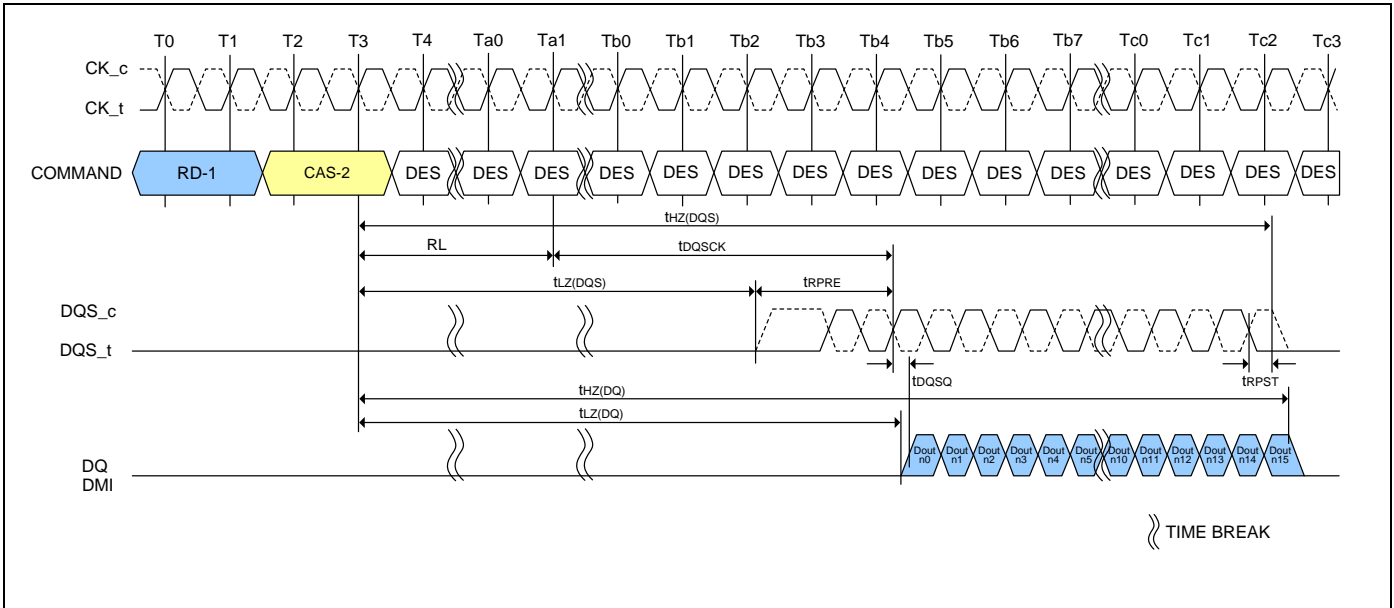 T0 T1 T2 T3 T4 Ta0 Ta1 Tb0 Tb1 Tb2 Tb3 Tb4 Tb5 Tb6 Tb7 Tc0 Tc1 Tc2 Tc3
CK_c
CK_t
COMMAND RD-1 CAS-2 DES DES DES DES DES DES DES DES DES DES DES DES DES DES DES
tHZ(DQS)
RL tDQSCK
tLZ(DQS) tRPRE
DQS_c
DQS_t
tDQSQ tRPST
tHZ(DQ)
tLZ(DQ)
DQ
DMI
Dout Dout Dout Dout Dout Dout Dout Dout Dout Dout Dout Dout
n0 n1 n2 n3 n4 n5 n10 n11 n12 n13 n14 n15
TIME BREAK